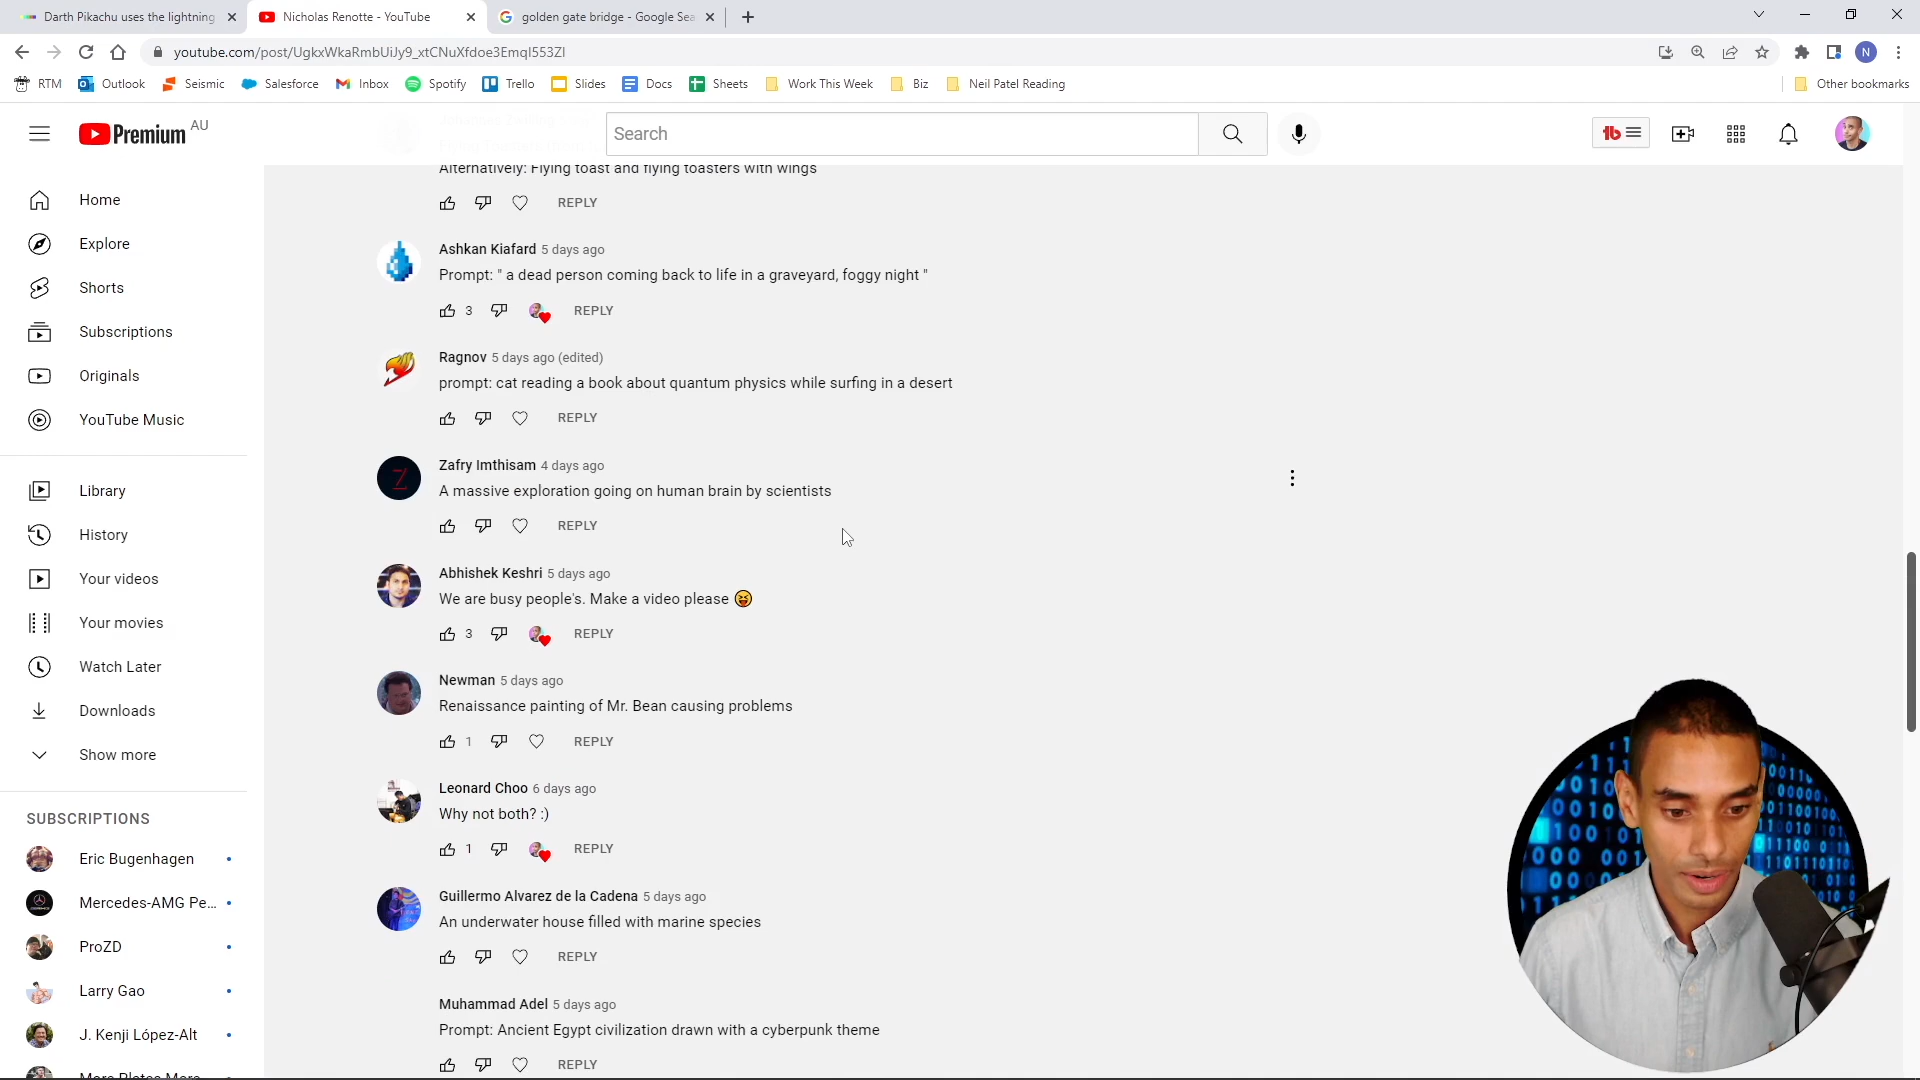 Darth Pikachu uses the lightning
Nicholas Renotte - YouTube
golden gate bridge - Google Sea
youtube.com/post/UgkxWkaRmbUiJy9_xtCNuXfdoe3EmqI553ZI
N
RTM
Outlook
Seismic
Salesforce
Inbox
Spotify
Trello
Slides
Docs
Sheets
Work This Week
Biz
Neil Patel Reading
Other bookmarks
Premium AU
Search
Home
Explore
Shorts
Subscriptions
Originals
YouTube Music
Library
History
Your videos
Your movies
Watch Later
Downloads
Show more
SUBSCRIPTIONS
Eric Bugenhagen
Mercedes-AMG Pe...
ProZD
Larry Gao
J. Kenji López-Alt
Alternatively: Flying toast and flying toasters with wings
REPLY
Ashkan Kiafard 5 days ago
Prompt: " a dead person coming back to life in a graveyard, foggy night "
3 REPLY
Ragnov 5 days ago (edited)
prompt: cat reading a book about quantum physics while surfing in a desert
REPLY
Z
Zafry Imthisam 4 days ago
A massive exploration going on human brain by scientists
REPLY
Abhishek Keshri 5 days ago
We are busy people's. Make a video please 😝
3 REPLY
Newman 5 days ago
Renaissance painting of Mr. Bean causing problems
1 REPLY
Leonard Choo 6 days ago
Why not both? :)
1 REPLY
Guillermo Alvarez de la Cadena 5 days ago
An underwater house filled with marine species
REPLY
Muhammad Adel 5 days ago
Prompt: Ancient Egypt civilization drawn with a cyberpunk theme
REPLY